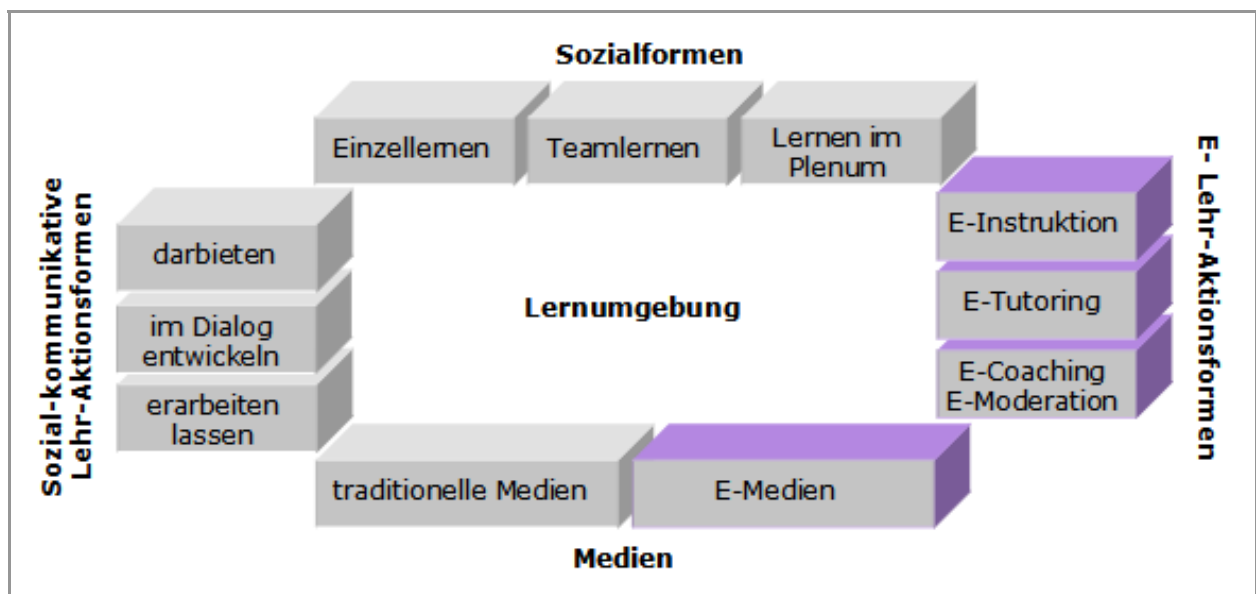 Sozialformen
Einzellernen
Teamlernen
Lernen im
Plenum
Sozial-kommunikative
Lehr-Aktionsformen
darbieten
im Dialog
entwickeln
erarbeiten
lassen
Lernumgebung
E-Instruktion
E-Tutoring
E-Coaching
E-Moderation
E- Lehr-Aktionsformen
traditionelle Medien
E-Medien
Medien